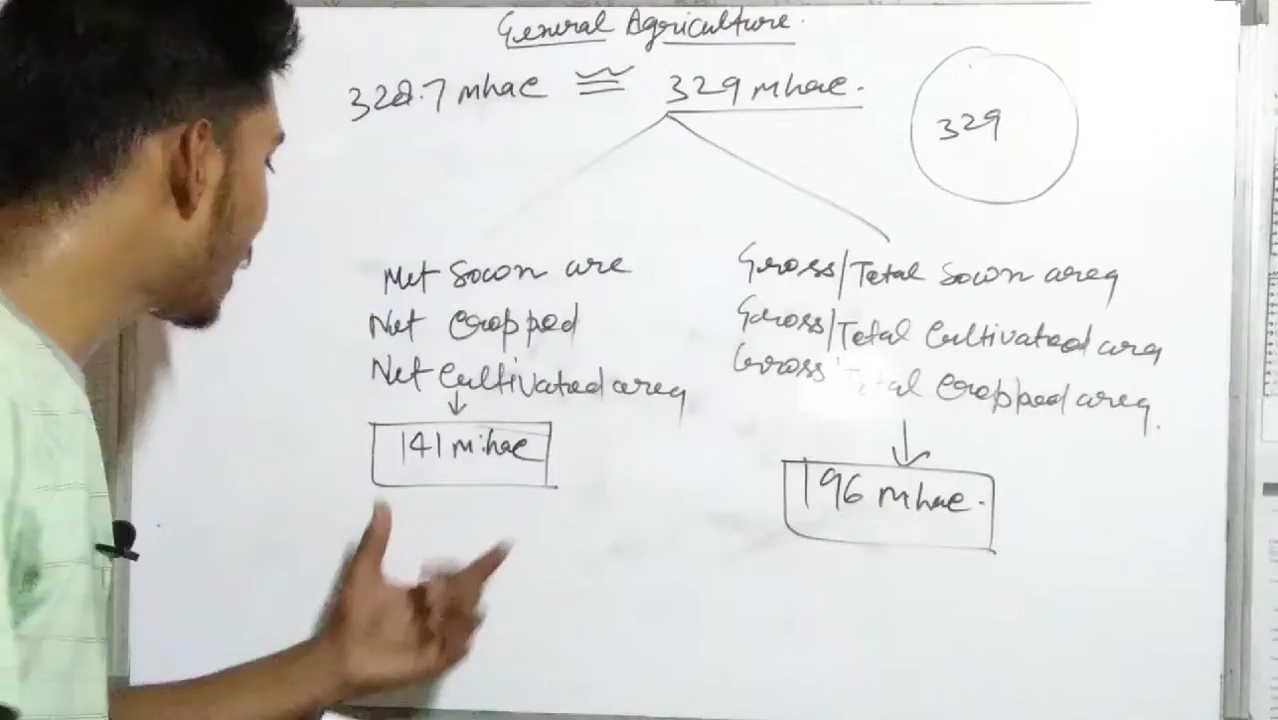 General Agriculture.
328.7 mhac ≅ 329 mhac.
329
Net Sown are
Net Cropped
Net Cultivated area
141 m.hac
Gross/Total Sown area
Gross/Total Cultivated area
Gross Total Cropped area.
196 mhac.